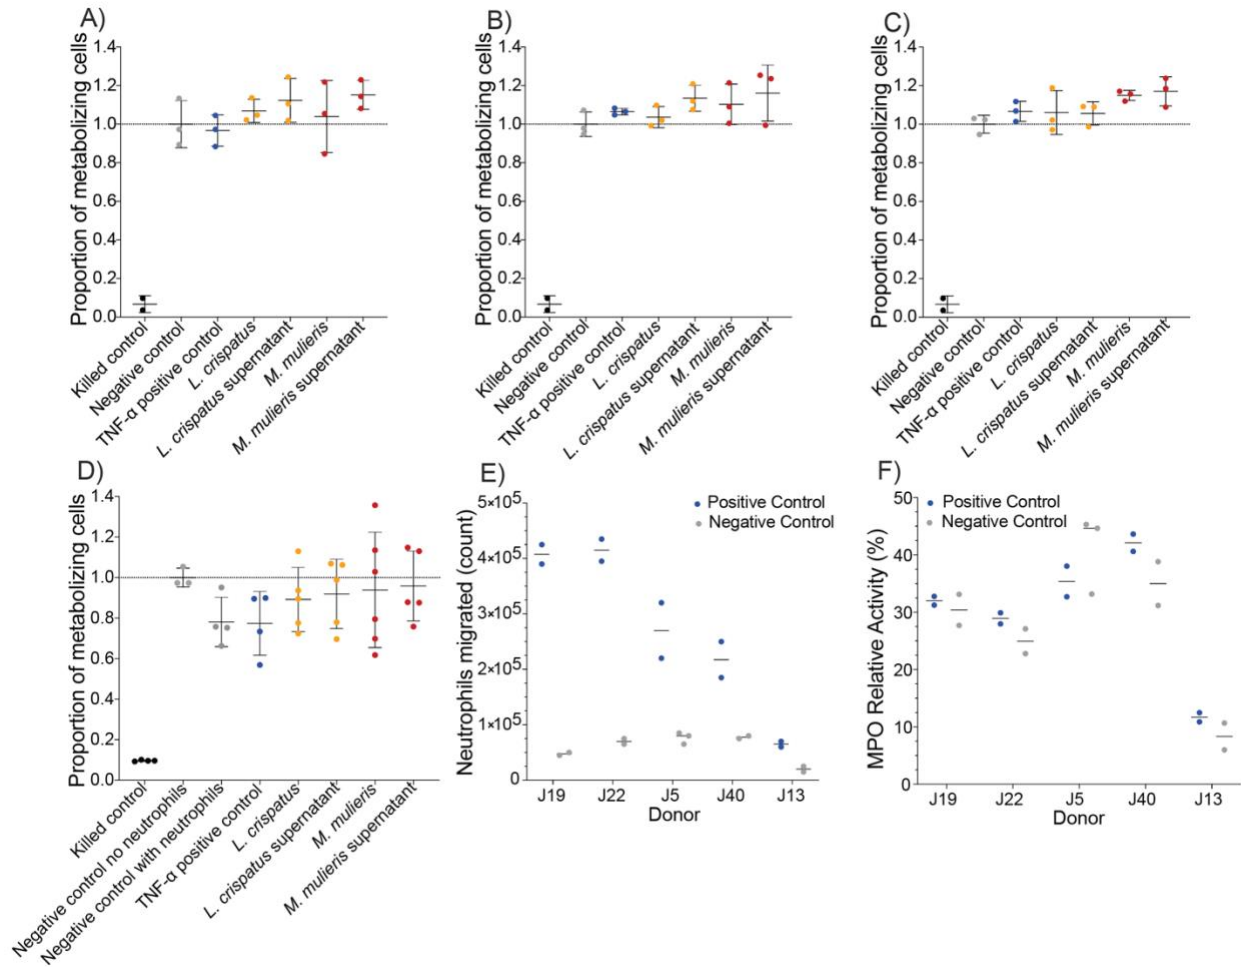 A)
Proportion of metabolizing cells
1.4
1.2
1.0
0.8
0.6
0.4
0.2
0.0
Killed control
Negative control
TNF-α positive control
L. crispatus
L. crispatus supernatant
M. mulieris
M. mulieris supernatant
B)
Proportion of metabolizing cells
1.4
1.2
1.0
0.8
0.6
0.4
0.2
0.0
Killed control
Negative control
TNF-α positive control
L. crispatus
L. crispatus supernatant
M. mulieris
M. mulieris supernatant
C)
Proportion of metabolizing cells
1.4
1.2
1.0
0.8
0.6
0.4
0.2
0.0
Killed control
Negative control
TNF-α positive control
L. crispatus
L. crispatus supernatant
M. mulieris
M. mulieris supernatant
D)
Proportion of metabolizing cells
1.4
1.2
1.0
0.8
0.6
0.4
0.2
0.0
Killed control
Negative control no neutrophils
Negative control with neutrophils
TNF-α positive control
L. crispatus
L. crispatus supernatant
M. mulieris
M. mulieris supernatant
E)
Neutrophils migrated (count)
5×10⁵
4×10⁵
3×10⁵
2×10⁵
1×10⁵
0
Positive Control
Negative Control
J19
J22
J5
J40
J13
Donor
F)
MPO Relative Activity (%)
50
40
30
20
10
0
Positive Control
Negative Control
J19
J22
J5
J40
J13
Donor